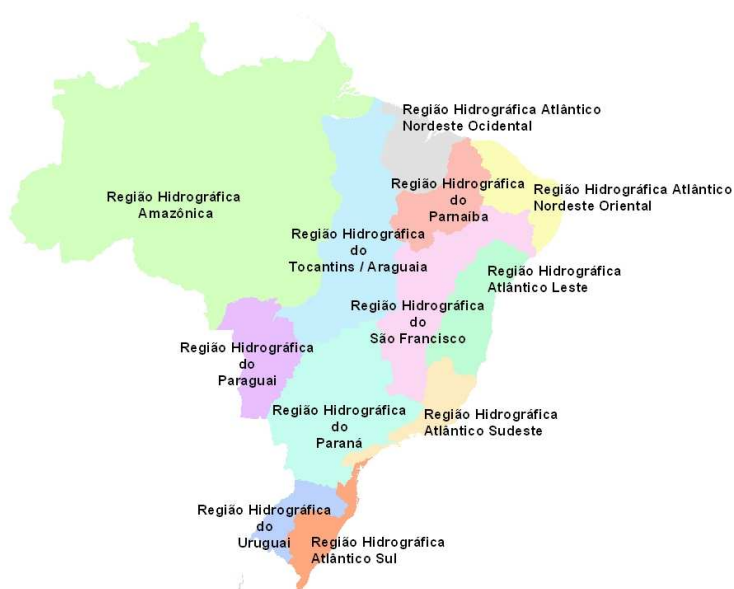 Região Hidrográfica Atlântico
Nordeste Ocidental
Região Hidrográfica
do
Parnaíba
Região Hidrográfica Atlântico
Nordeste Oriental
Região Hidrográfica
Amazônica
Região Hidrográfica
do
Tocantins / Araguaia
Região Hidrográfica
Atlântico Leste
Região Hidrográfica
do
São Francisco
Região Hidrográfica
do
Paraguai
Região Hidrográfica
do
Paraná
Região Hidrográfica
Atlântico Sudeste
Região Hidrográfica
do
Uruguai
Região Hidrográfica
Atlântico Sul